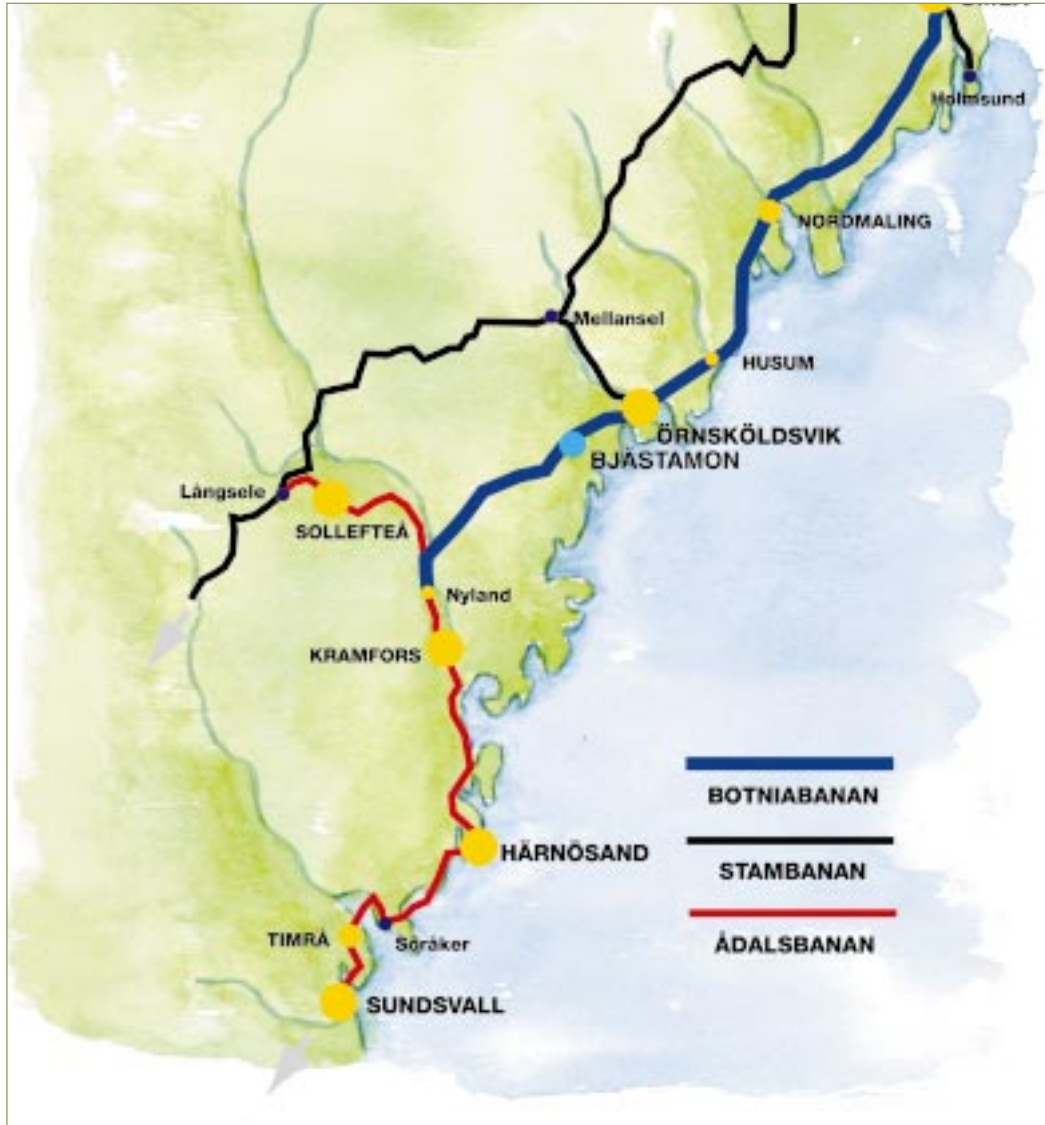 Holmsund
NORDMALING
Mellansel
HUSUM
ÖRNSKÖLDSVIK
BJÄSTAMON
Långsele
SOLLEFTEÅ
Nyland
KRAMFORS
BOTNIABANAN
HÄRNÖSAND
STAMBANAN
TIMRÅ
Söråker
ÅDALSBANAN
SUNDSVALL